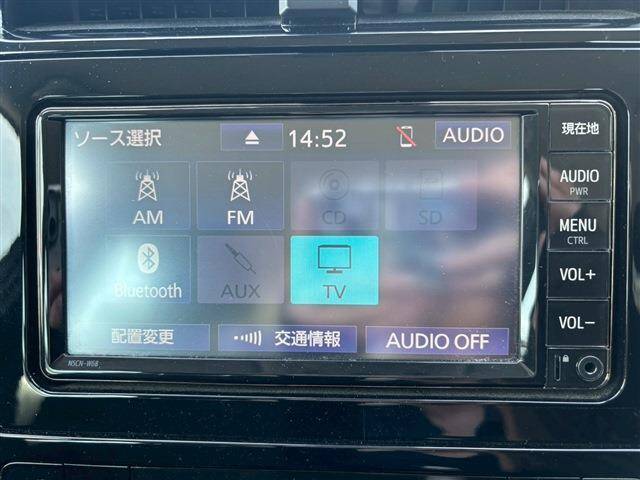 ソース選択 14:52 AUDIO
AM FM CD SD
Bluetooth AUX TV
配置変更 交通情報 AUDIO OFF
NSCN-W68
現在地
AUDIO
PWR
MENU
CTRL
VOL+
VOL−